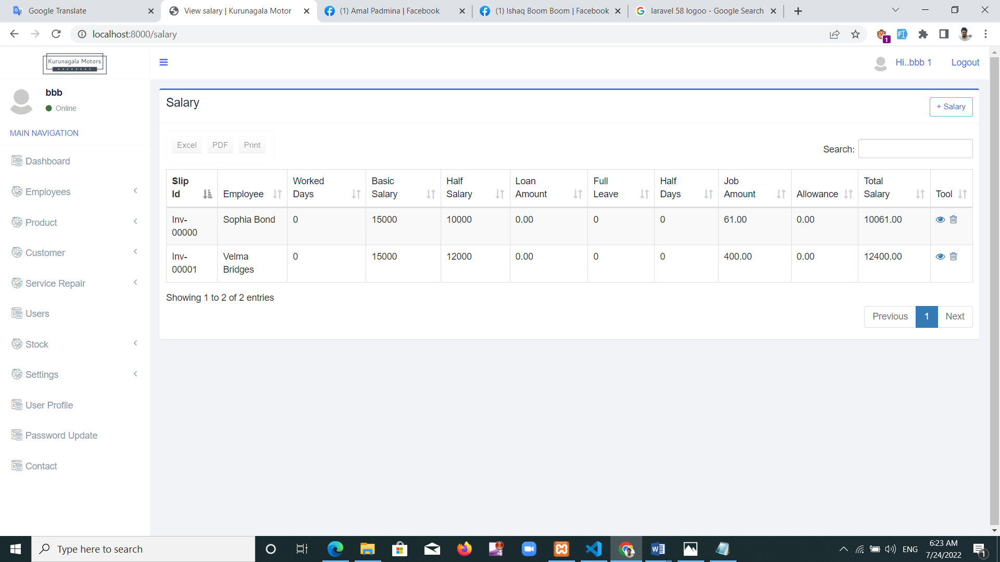 Google Translate
View salary | Kurunagala Motor
(1) Amal Padmina | Facebook
(1) Ishaq Boom Boom | Facebook
laravel 58 logoo - Google Search
localhost:8000/salary
1
Kurunagala Motors
Hi..bbb 1
Logout
bbb
Online
MAIN NAVIGATION
Dashboard
Employees
Product
Customer
Service Repair
Users
Stock
Settings
User Profile
Password Update
Contact
Salary
+ Salary
Excel PDF Print
Search:
Slip Id Employee Worked Days Basic Salary Half Salary Loan Amount Full Leave Half Days Job Amount Allowance Total Salary Tool
Inv-00000 Sophia Bond 0 15000 10000 0.00 0 0 61.00 0.00 10061.00
Inv-00001 Velma Bridges 0 15000 12000 0.00 0 0 400.00 0.00 12400.00
Showing 1 to 2 of 2 entries
Previous 1 Next
Type here to search
4
ENG
6:23 AM
7/24/2022
1